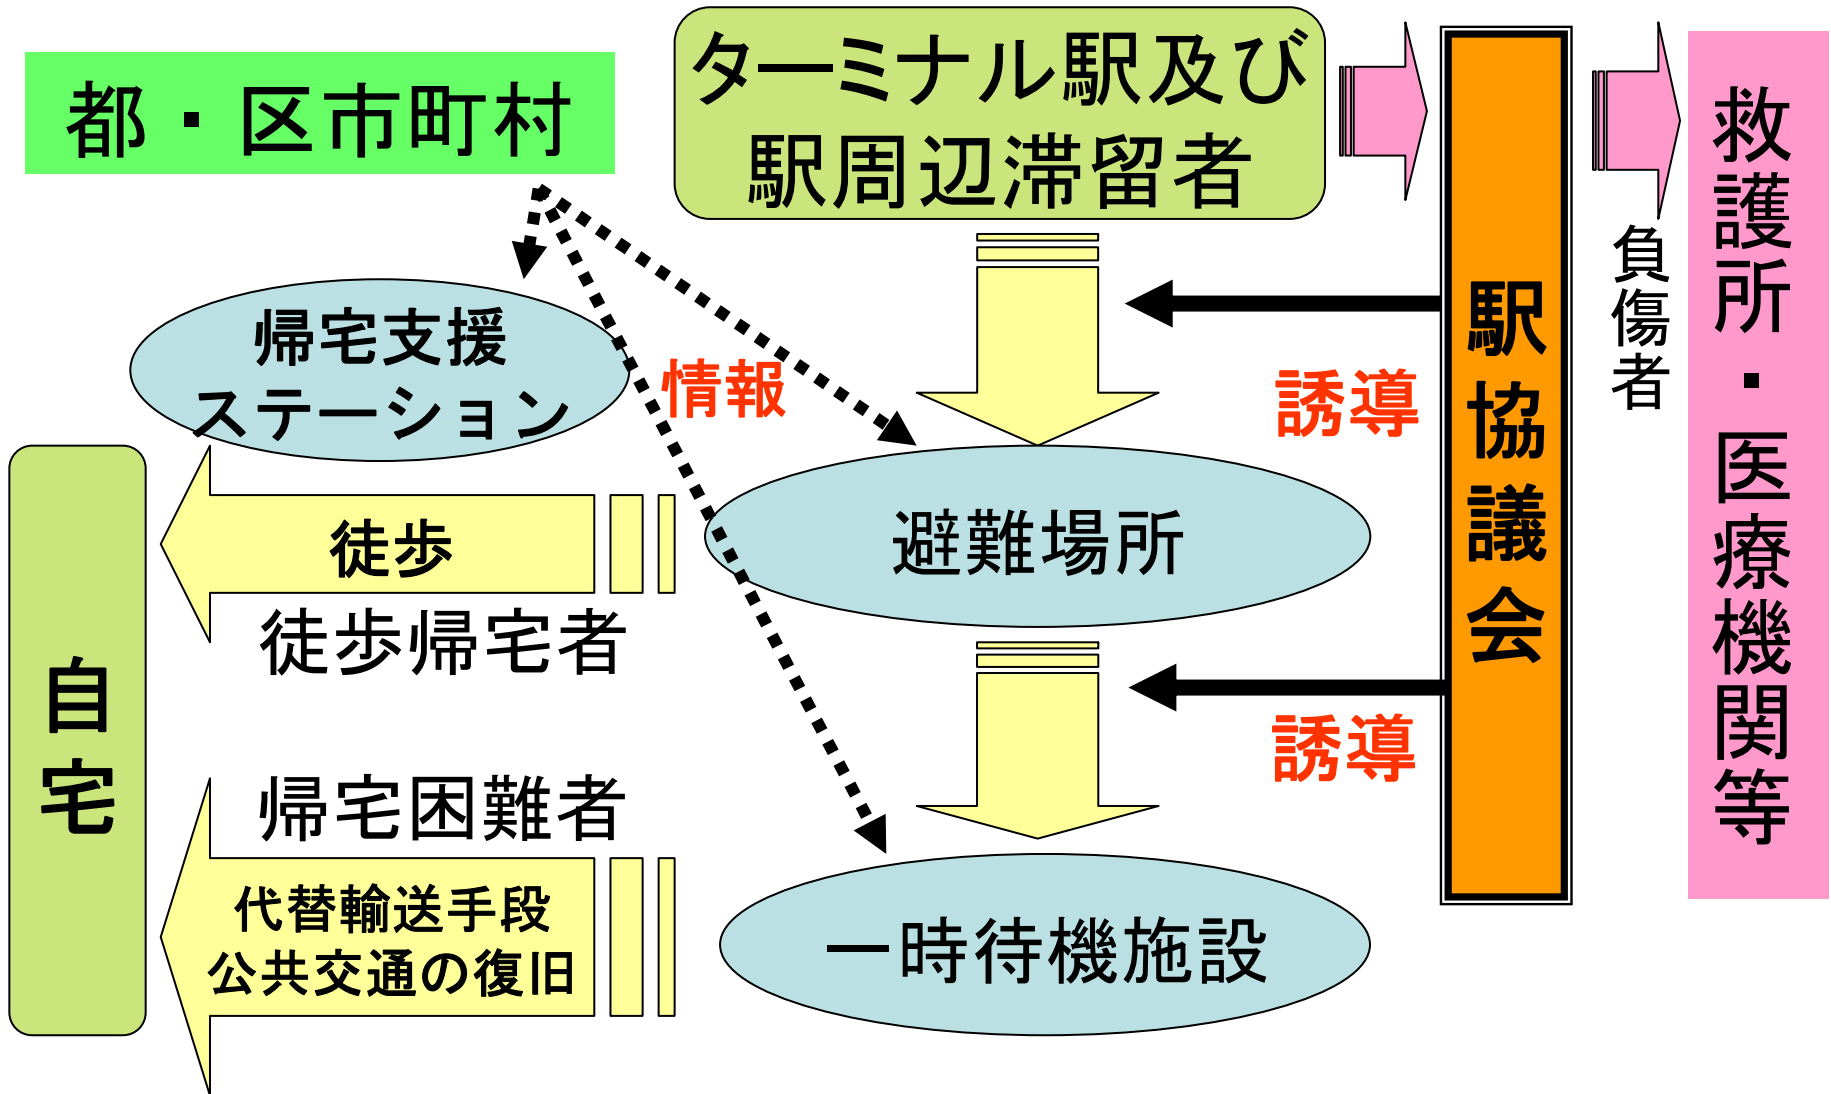 都・区市町村
ターミナル駅及び
駅周辺滞留者
駅協議会
救護所・医療機関等
負傷者
帰宅支援
ステーション
情報
誘導
避難場所
徒歩
徒歩帰宅者
自宅
誘導
帰宅困難者
代替輸送手段
公共交通の復旧
一時待機施設